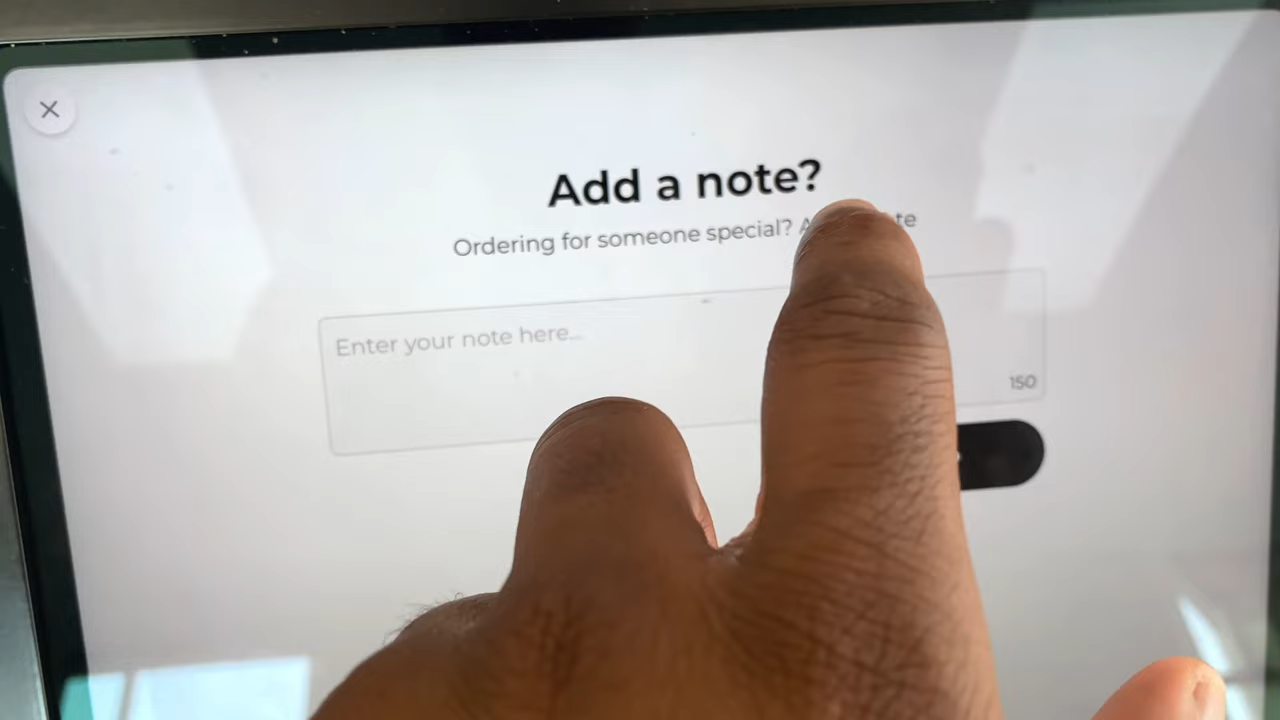 Add a note?
Ordering for someone special?
Enter your note here...
150